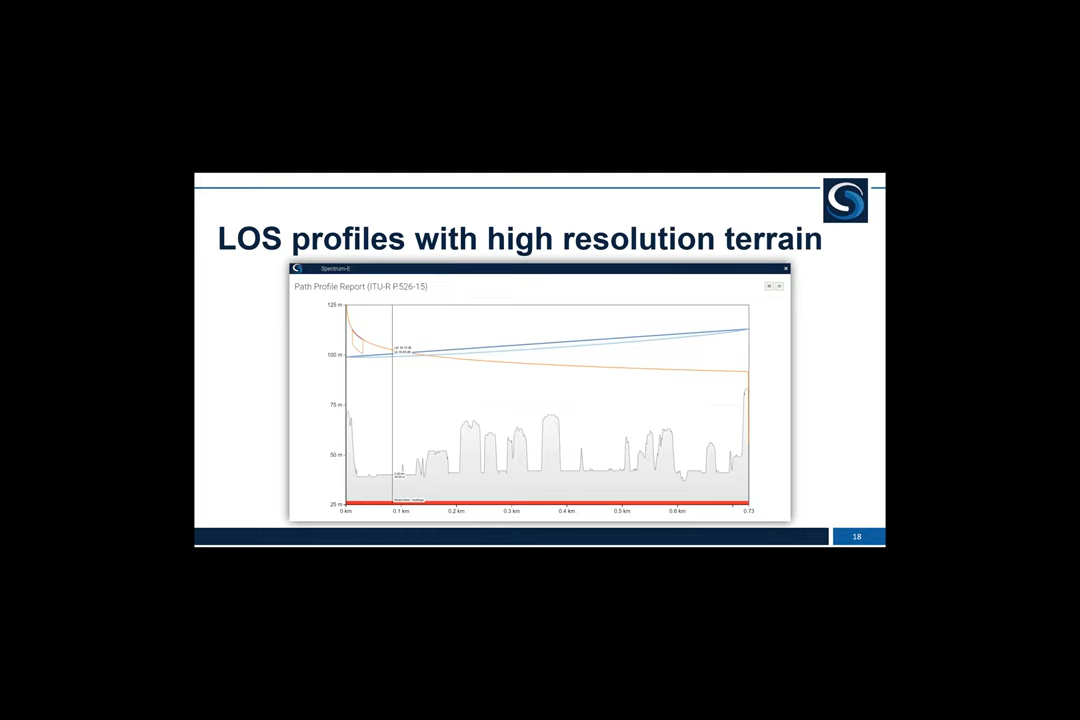 LOS profiles with high resolution terrain
Spectrum-E
Path Profile Report (ITU-R P.526-15)
125 m
100 m
75 m
50 m
25 m
0 km
0.1 km
0.2 km
0.3 km
0.4 km
0.5 km
0.6 km
0.73
18